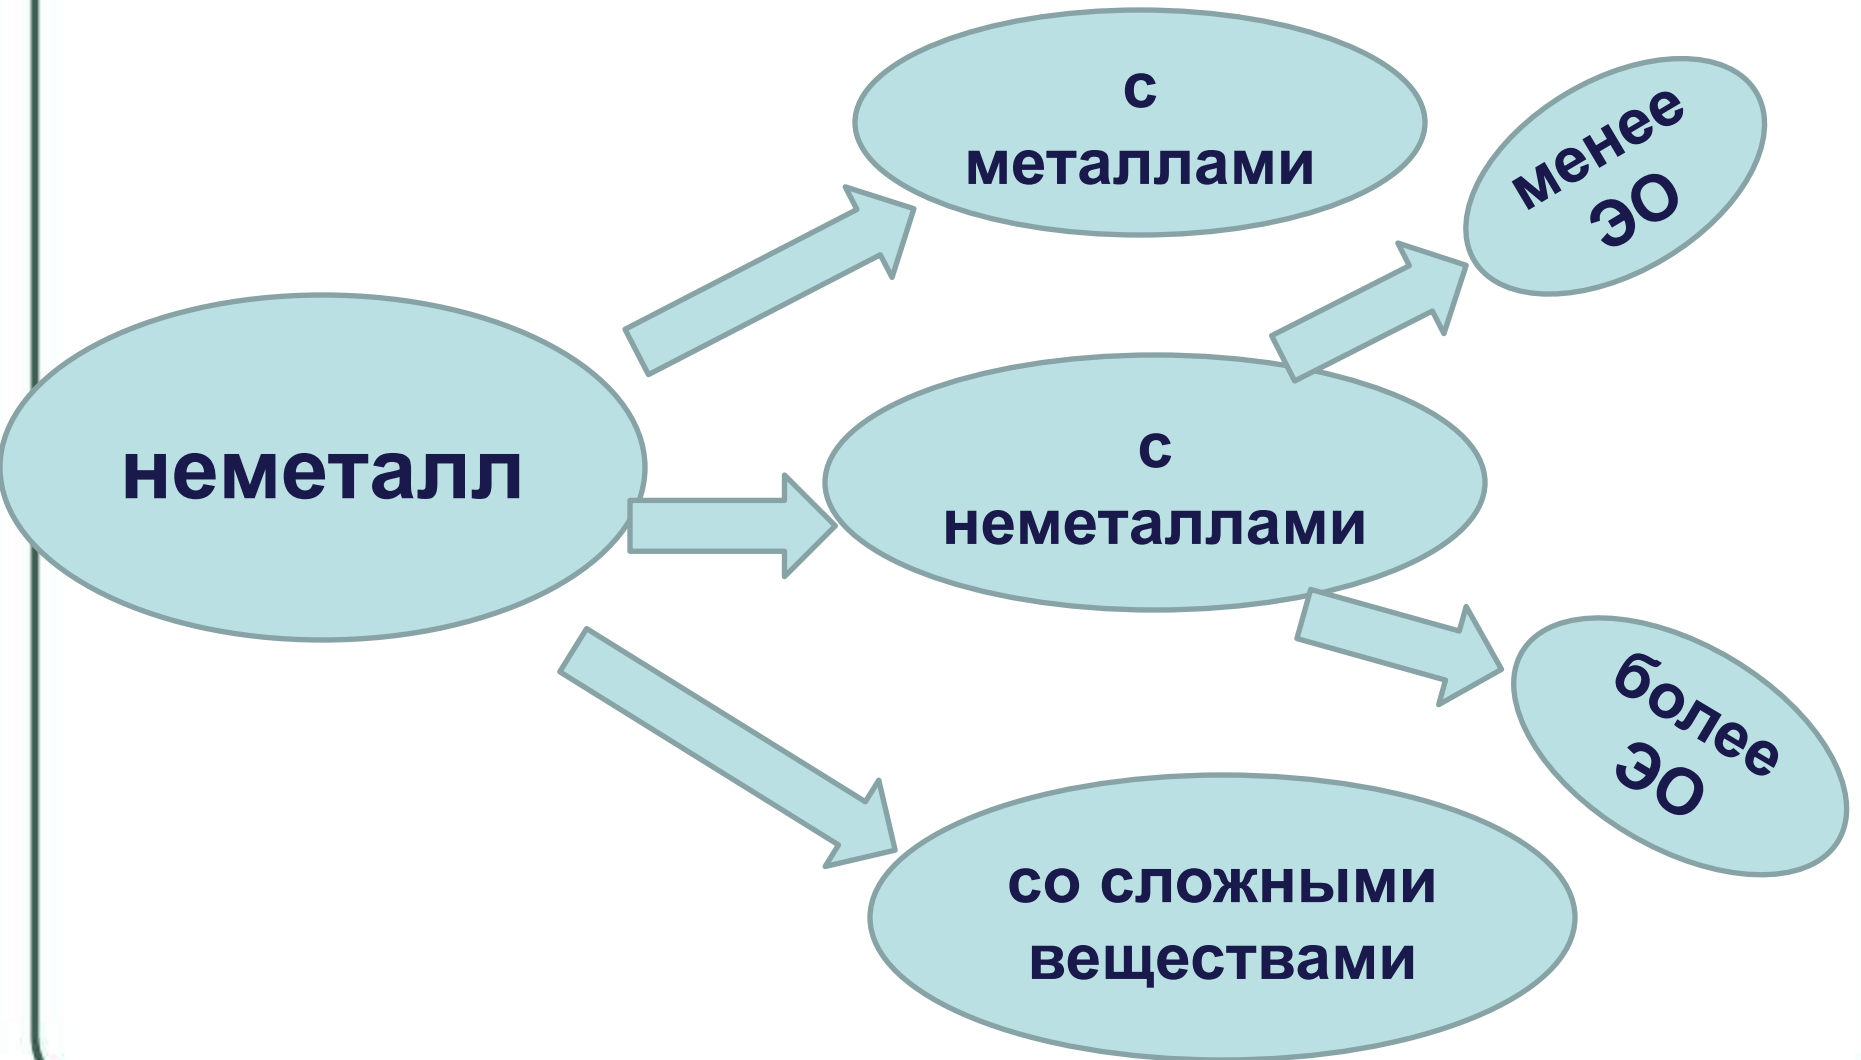 неметалл
с
металлами
с
неметаллами
менее
ЭО
более
ЭО
со сложными
веществами